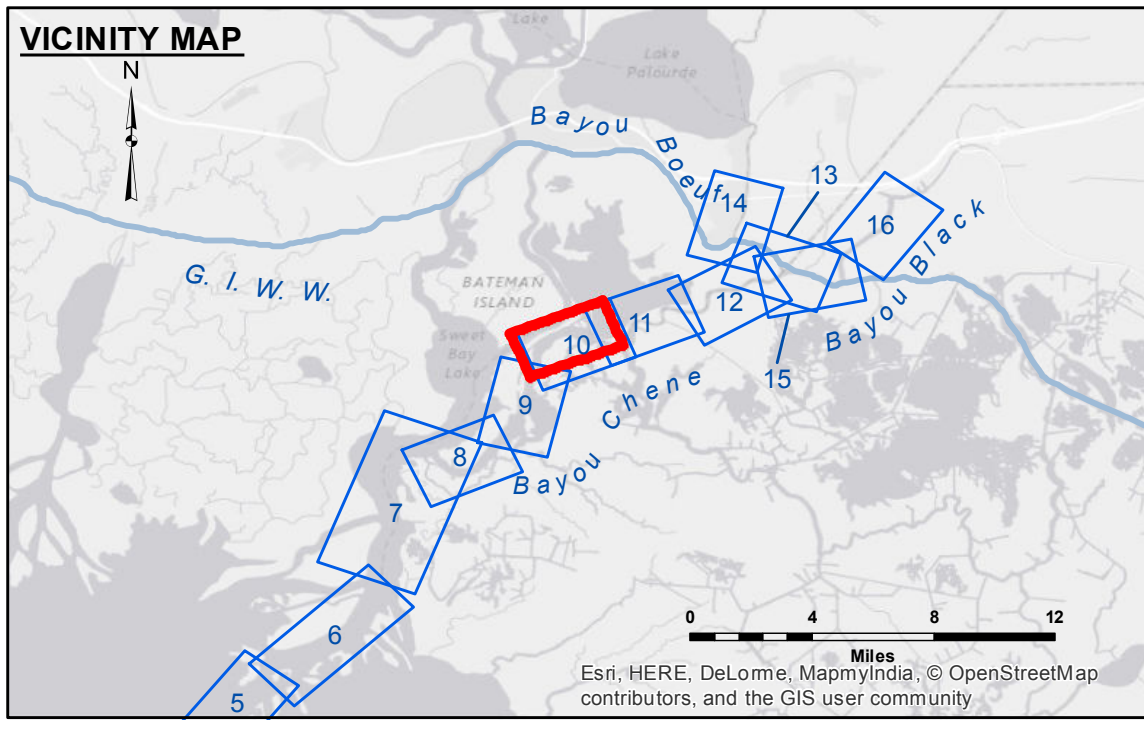 VICINITY MAP
N
Lake
Lake
Palourde
Bayou
Boeuf
13
14
16
Bayou Black
G. I. W. W.
BATEMAN
ISLAND
12
11
10
Sweet
Bay
Lake
15
9
Bayou Chene
8
7
6
5
0 4 8 12
Miles
Esri, HERE, DeLorme, MapmyIndia, © OpenStreetMap
contributors, and the GIS user community